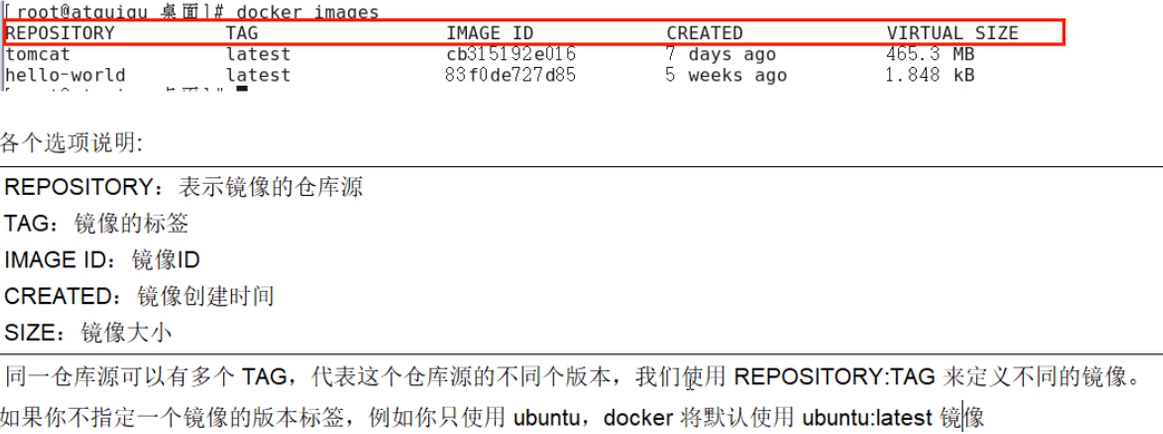 [root@atguigu 桌面]# docker images
REPOSITORY TAG IMAGE ID CREATED VIRTUAL SIZE
tomcat latest cb315192e016 7 days ago 465.3 MB
hello-world latest 83f0de727d85 5 weeks ago 1.848 kB
各个选项说明:
REPOSITORY：表示镜像的仓库源
TAG：镜像的标签
IMAGE ID：镜像ID
CREATED：镜像创建时间
SIZE：镜像大小
同一仓库源可以有多个 TAG，代表这个仓库源的不同个版本，我们使用 REPOSITORY:TAG 来定义不同的镜像。
如果你不指定一个镜像的版本标签，例如你只使用 ubuntu，docker 将默认使用 ubuntu:latest 镜像